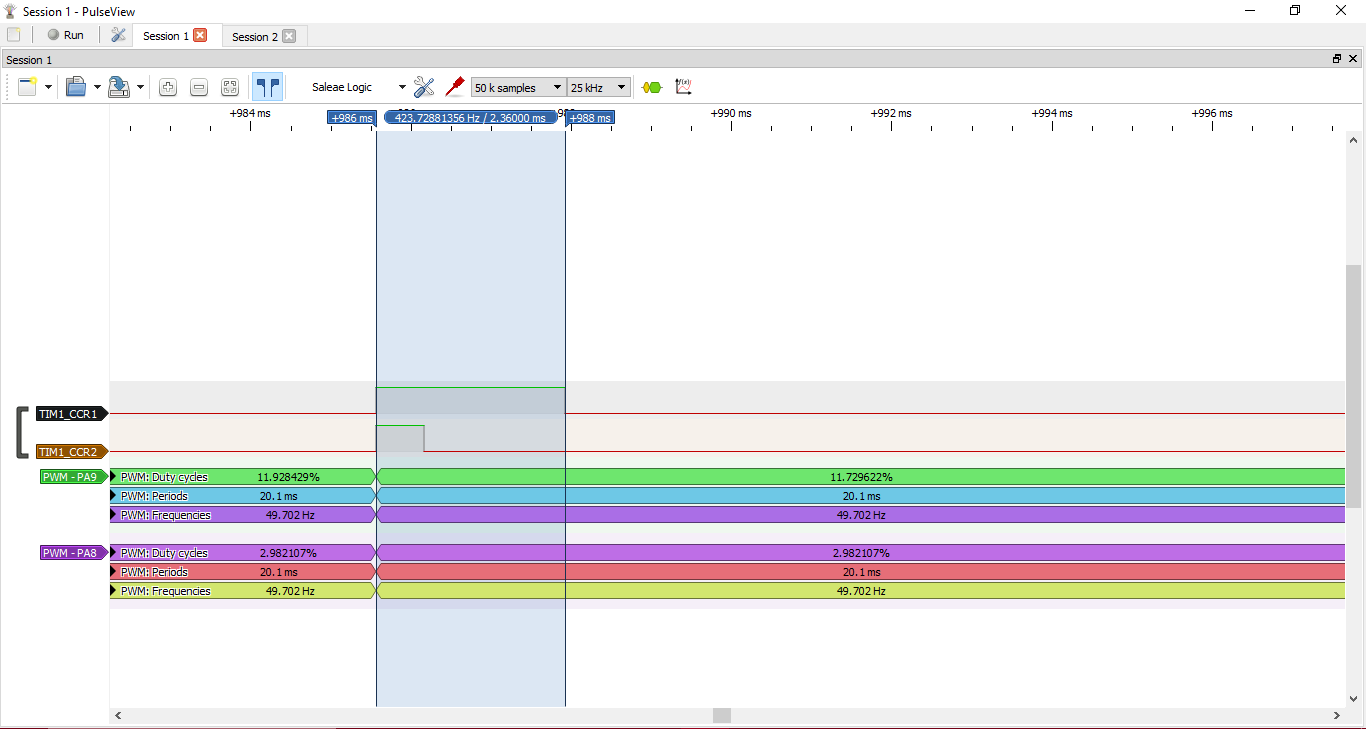 Session 1 - PulseView
Run
Session 1
Session 2
Session 1
Saleae Logic
50 k samples
25 kHz
+984 ms
+986 ms
423.72881356 Hz / 2.36000 ms
+988 ms
+990 ms
+992 ms
+994 ms
+996 ms
TIM1_CCR1
TIM1_CCR2
PWM - PA9 PWM: Duty cycles 11.928429% 11.729622%
PWM: Periods 20.1 ms 20.1 ms
PWM: Frequencies 49.702 Hz 49.702 Hz
PWM - PA8 PWM: Duty cycles 2.982107% 2.982107%
PWM: Periods 20.1 ms 20.1 ms
PWM: Frequencies 49.702 Hz 49.702 Hz